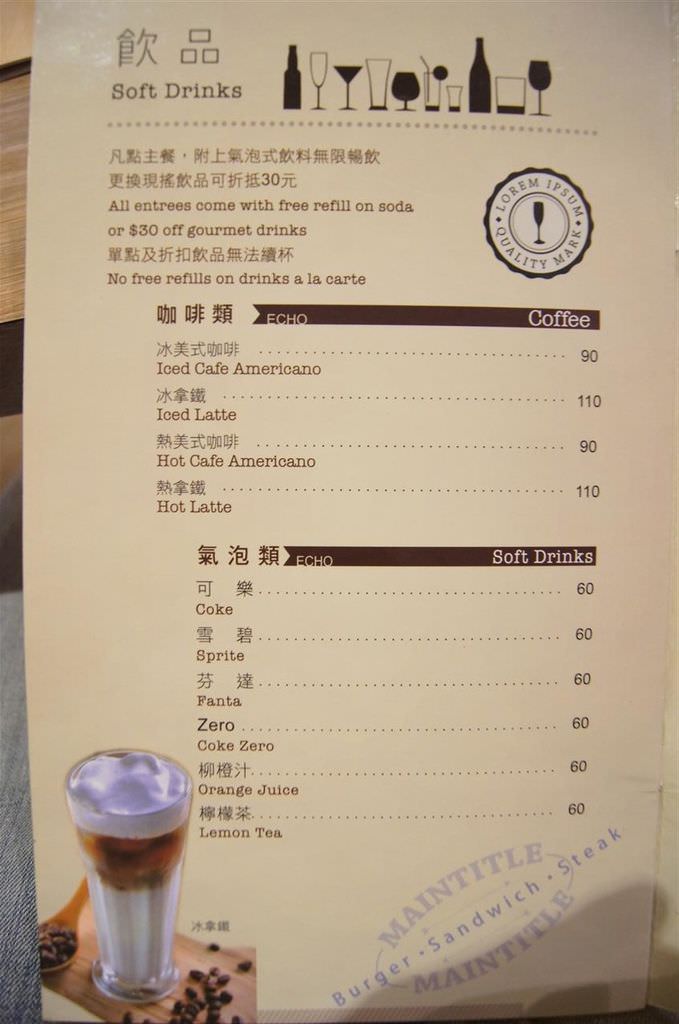 飲品
Soft Drinks
凡點主餐，附上氣泡式飲料無限暢飲
更換現搖飲品可折抵30元
All entrees come with free refill on soda
or $30 off gourmet drinks
單點及折扣飲品無法續杯
No free refills on drinks a la carte
LOREM IPSUM
QUALITY MARK
咖啡類 ECHO Coffee
冰美式咖啡 90
Iced Cafe Americano
冰拿鐵 110
Iced Latte
熱美式咖啡 90
Hot Cafe Americano
熱拿鐵 110
Hot Latte
氣泡類 ECHO Soft Drinks
可樂 60
Coke
雪碧 60
Sprite
芬達 60
Fanta
Zero 60
Coke Zero
柳橙汁 60
Orange Juice
檸檬茶 60
Lemon Tea
冰拿鐵
MAINTITLE
Burger·Sandwich·Steak
MAINTITLE